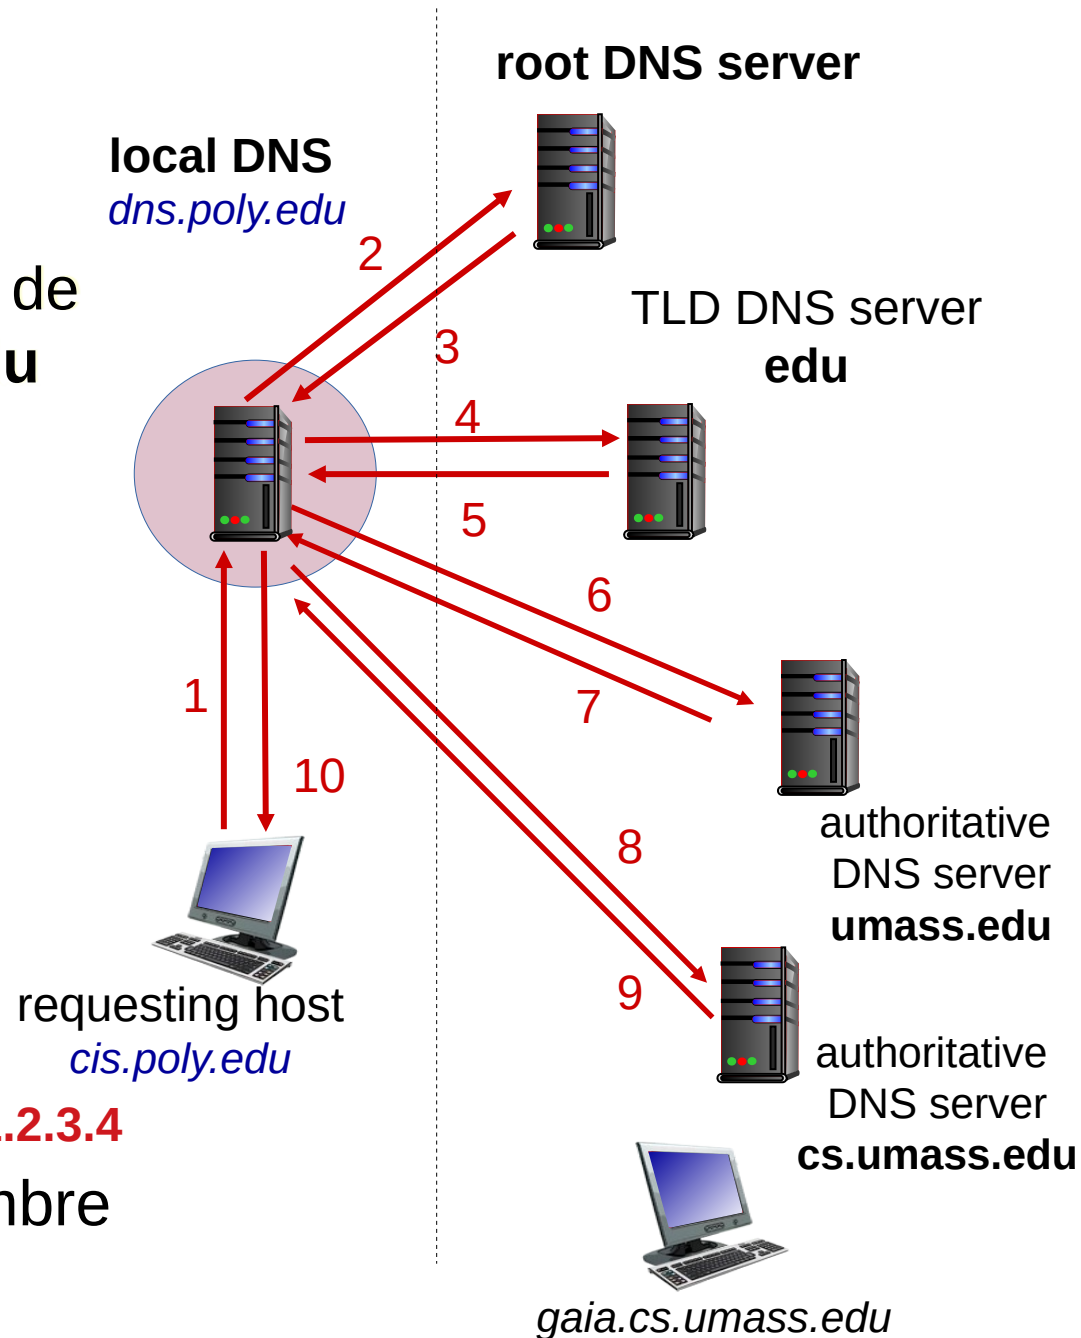 root DNS server
local DNS
dns.poly.edu
2
de
TLD DNS server
edu
3
u
4
5
6
1
7
10
authoritative
DNS server
umass.edu
8
9
requesting host
cis.poly.edu
authoritative
DNS server
cs.umass.edu
.2.3.4
mbre
gaia.cs.umass.edu